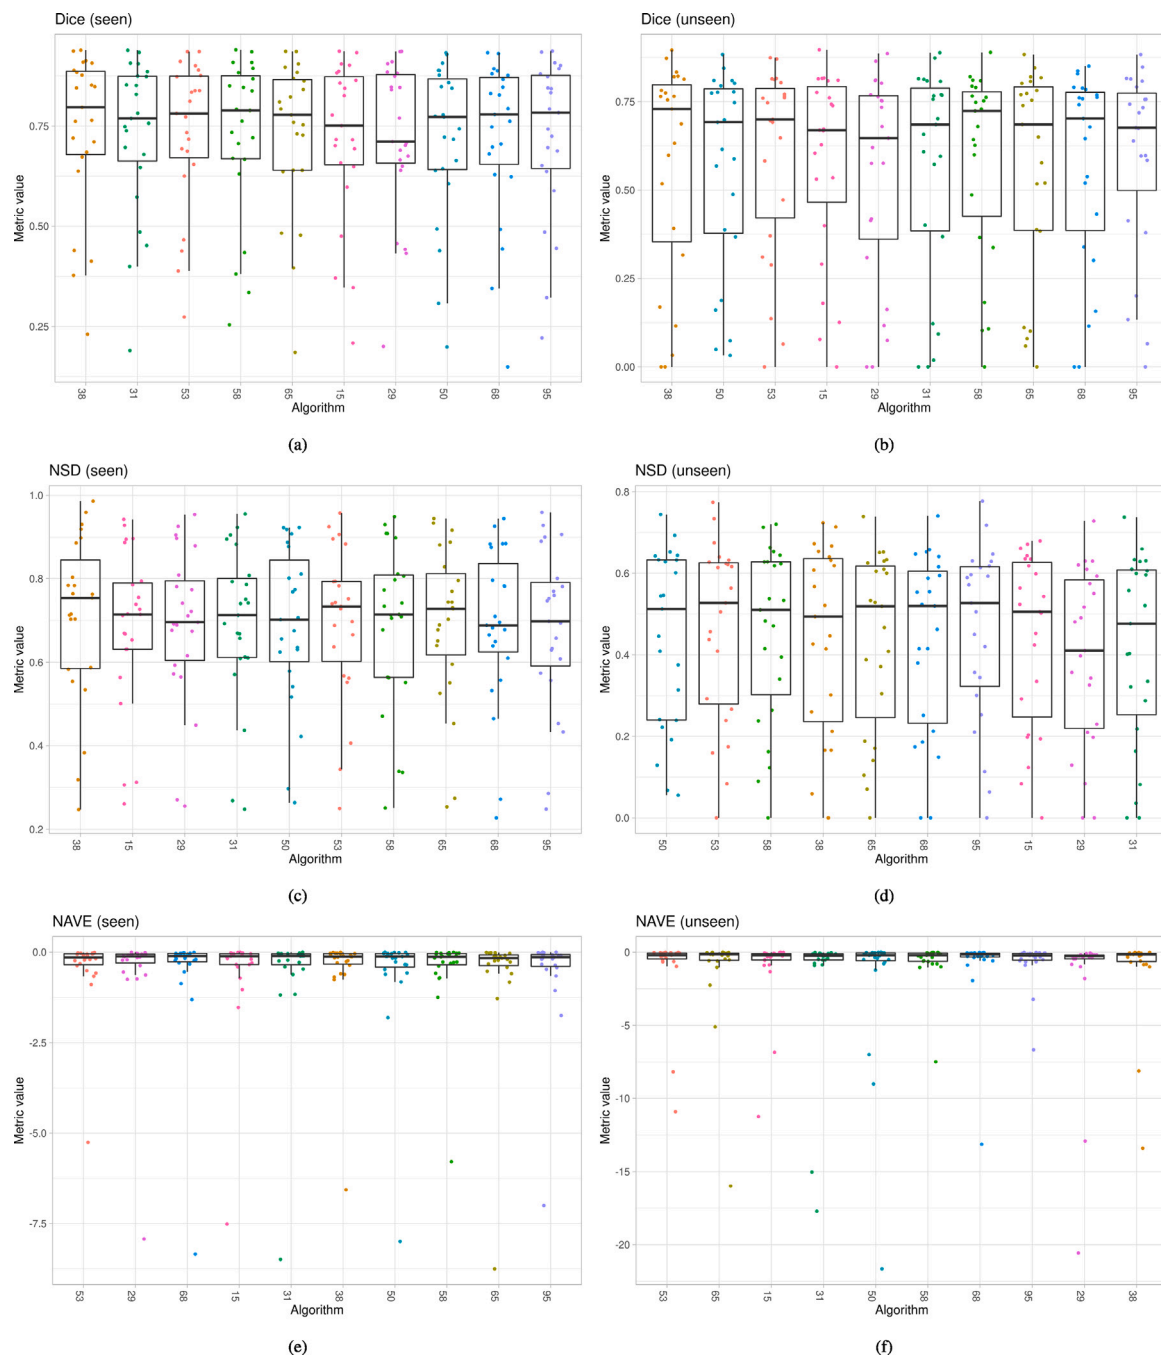 Dice (seen)
Metric value
0.75
0.50
0.25
38 31 53 58 65 15 29 50 68 95
Algorithm
(a)
Dice (unseen)
Metric value
0.75
0.50
0.25
0.00
38 50 53 15 29 31 58 65 68 95
Algorithm
(b)
NSD (seen)
Metric value
1.0
0.8
0.6
0.4
0.2
38 15 29 31 50 53 58 65 68 95
Algorithm
(c)
NSD (unseen)
Metric value
0.8
0.6
0.4
0.2
0.0
50 53 58 38 65 68 95 15 29 31
Algorithm
(d)
NAVE (seen)
Metric value
0.0
-2.5
-5.0
-7.5
53 29 68 15 31 38 50 58 65 95
Algorithm
(e)
NAVE (unseen)
Metric value
0
-5
-10
-15
-20
53 65 15 31 50 58 68 95 29 38
Algorithm
(f)